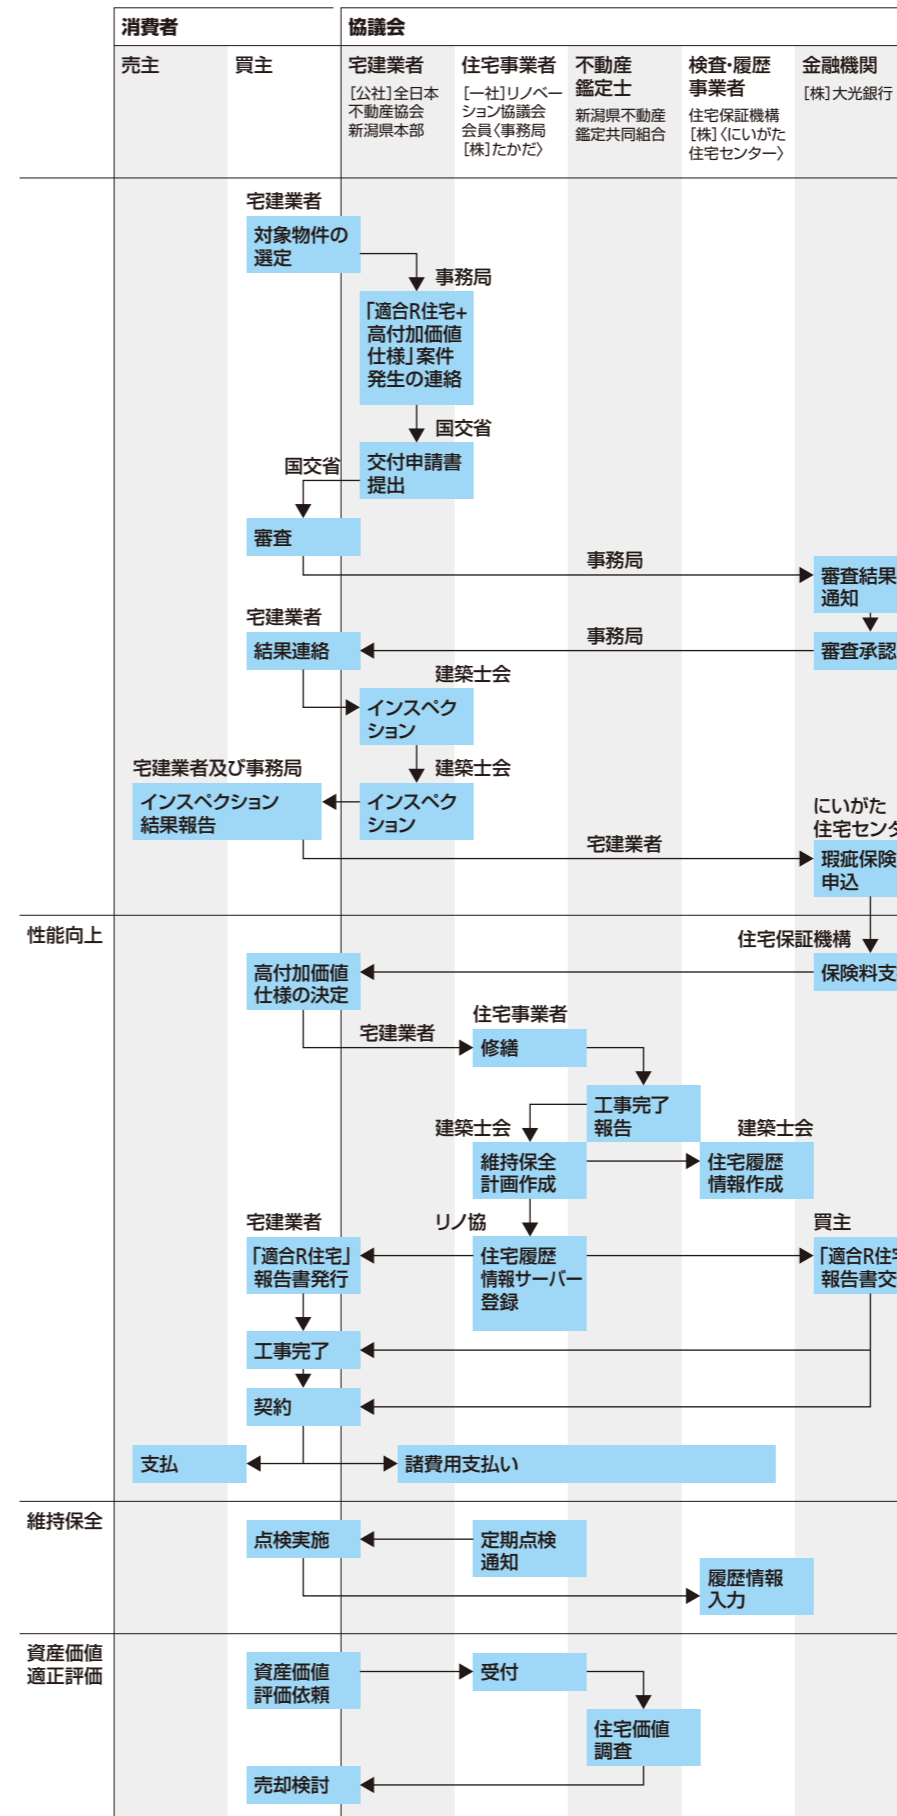 消費者
協議会
売主
買主
宅建業者
[公社]全日本
不動産協会
新潟県本部
住宅事業者
[一社]リノベー
ション協議会
会員〈事務局
[株]たかだ〉
不動産
鑑定士
新潟県不動産
鑑定共同組合
検査・履歴
事業者
住宅保証機構
[株]〈にいがた
住宅センター〉
金融機関
[株]大光銀行
宅建業者
対象物件の
選定
事務局
「適合R住宅+
高付加価値
仕様」案件
発生の連絡
国交省
交付申請書
提出
国交省
審査
事務局
審査結果
通知
宅建業者
結果連絡
事務局
審査承認
建築士会
インスペク
ション
宅建業者及び事務局
建築士会
インスペクション
結果報告
インスペク
ション
宅建業者
にいがた
住宅センタ
瑕疵保険
申込
性能向上
住宅保証機構
高付加価値
仕様の決定
保険料支
宅建業者
住宅事業者
修繕
工事完了
報告
建築士会
維持保全
計画作成
建築士会
住宅履歴
情報作成
宅建業者
リノ協
買主
「適合R住宅」
報告書発行
住宅履歴
情報サーバー
登録
「適合R住宅
報告書交
工事完了
契約
支払
諸費用支払い
維持保全
点検実施
定期点検
通知
履歴情報
入力
資産価値
適正評価
資産価値
評価依頼
受付
住宅価値
調査
売却検討